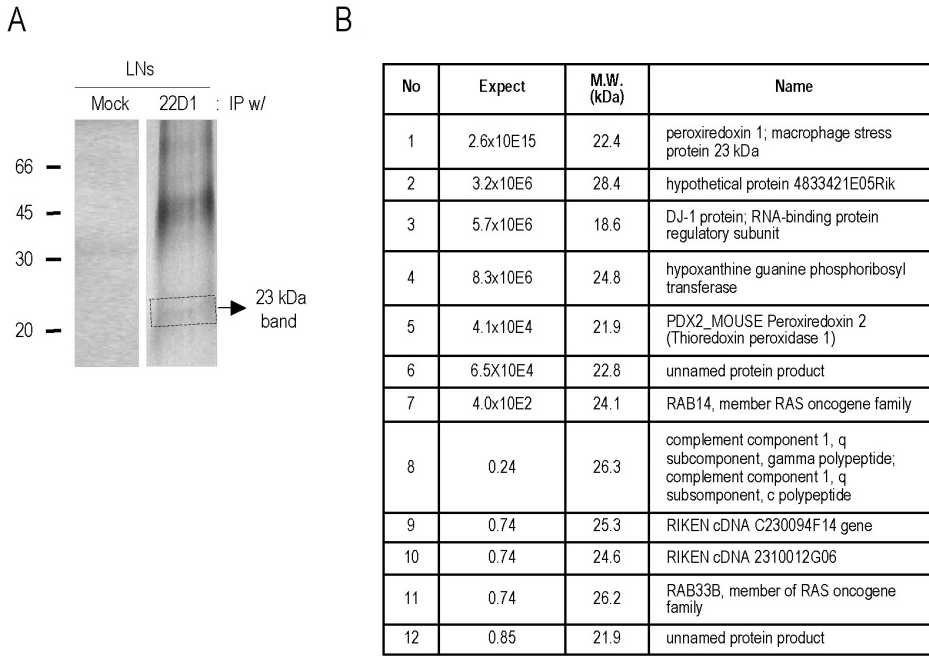 A
LNs
Mock 22D1 : IP w/
66
45
30
20
23 kDa
band
B
No Expect M.W. (kDa) Name
1 2.6x10E15 22.4 peroxiredoxin 1; macrophage stress
protein 23 kDa
2 3.2x10E6 28.4 hypothetical protein 4833421E05Rik
3 5.7x10E6 18.6 DJ-1 protein; RNA-binding protein
regulatory subunit
4 8.3x10E6 24.8 hypoxanthine guanine phosphoribosyl
transferase
5 4.1x10E4 21.9 PDX2_MOUSE Peroxiredoxin 2
(Thioredoxin peroxidase 1)
6 6.5X10E4 22.8 unnamed protein product
7 4.0x10E2 24.1 RAB14, member RAS oncogene family
8 0.24 26.3 complement component 1, q
subcomponent, gamma polypeptide;
complement component 1, q
subsomponent, c polypeptide
9 0.74 25.3 RIKEN cDNA C230094F14 gene
10 0.74 24.6 RIKEN cDNA 2310012G06
11 0.74 26.2 RAB33B, member of RAS oncogene
family
12 0.85 21.9 unnamed protein product